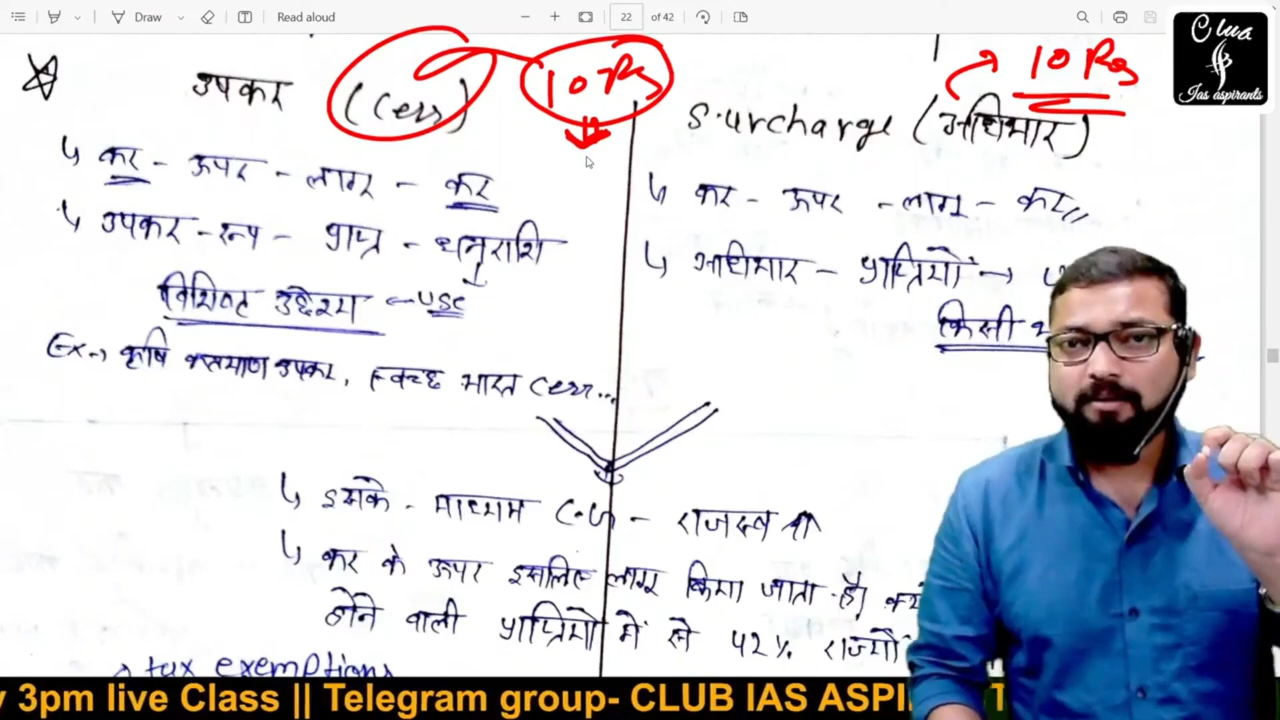 Draw
Read aloud
22 of 42
Clua
Ias aspirants
10 Rs
10 Rs
उपकर (Cess)
Surcharge (अधिभार)
↳ कर - ऊपर - लागू - कर
↳ उपकर - रूप - प्राप्त - धनराशि
विशिष्ट उद्देश्य ← use
Ex → कृषि कल्याण उपकर, स्वच्छ भारत Cess...
↳ कर - ऊपर - लागू - कर
↳ अधिभार - प्राप्तियों →
किसी
↳ इसके - माध्यम C.G - राजस्व
↳ कर के ऊपर इसलिए लागू किया जाता है।
होने वाली प्राप्तियों में से 42% राज्यों
→ tax exemptions
y 3pm live Class || Telegram group- CLUB IAS ASPI T